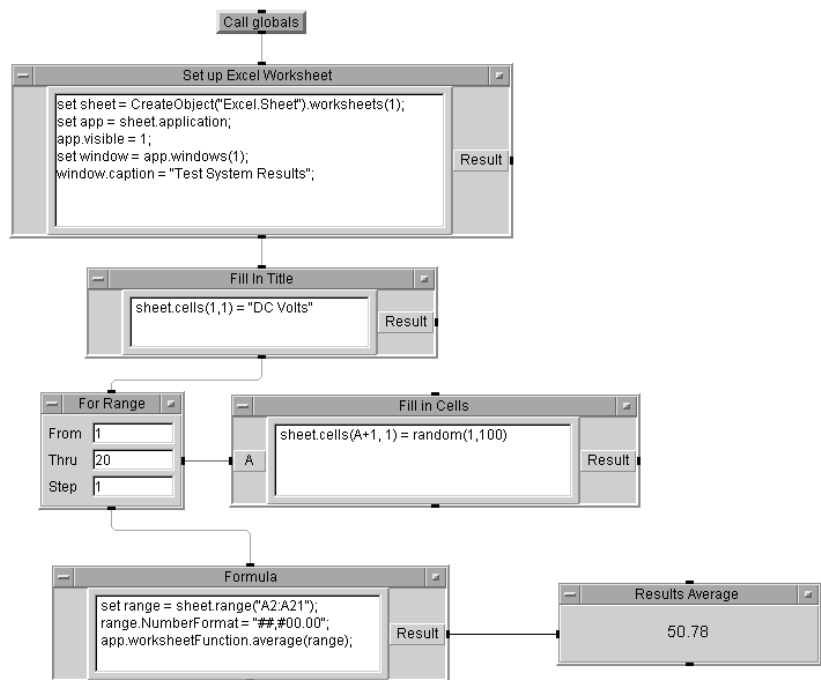 Call globals
Set up Excel Worksheet
set sheet = CreateObject("Excel.Sheet").worksheets(1);
set app = sheet.application;
app.visible = 1;
set window = app.windows(1);
window.caption = "Test System Results";
Result
Fill In Title
sheet.cells(1,1) = "DC Volts"
Result
For Range
From 1
Thru 20
Step 1
Fill in Cells
A
sheet.cells(A+1, 1) = random(1,100)
Result
Formula
set range = sheet.range("A2:A21");
range.NumberFormat = "##,#00.00";
app.worksheetFunction.average(range);
Result
Results Average
50.78